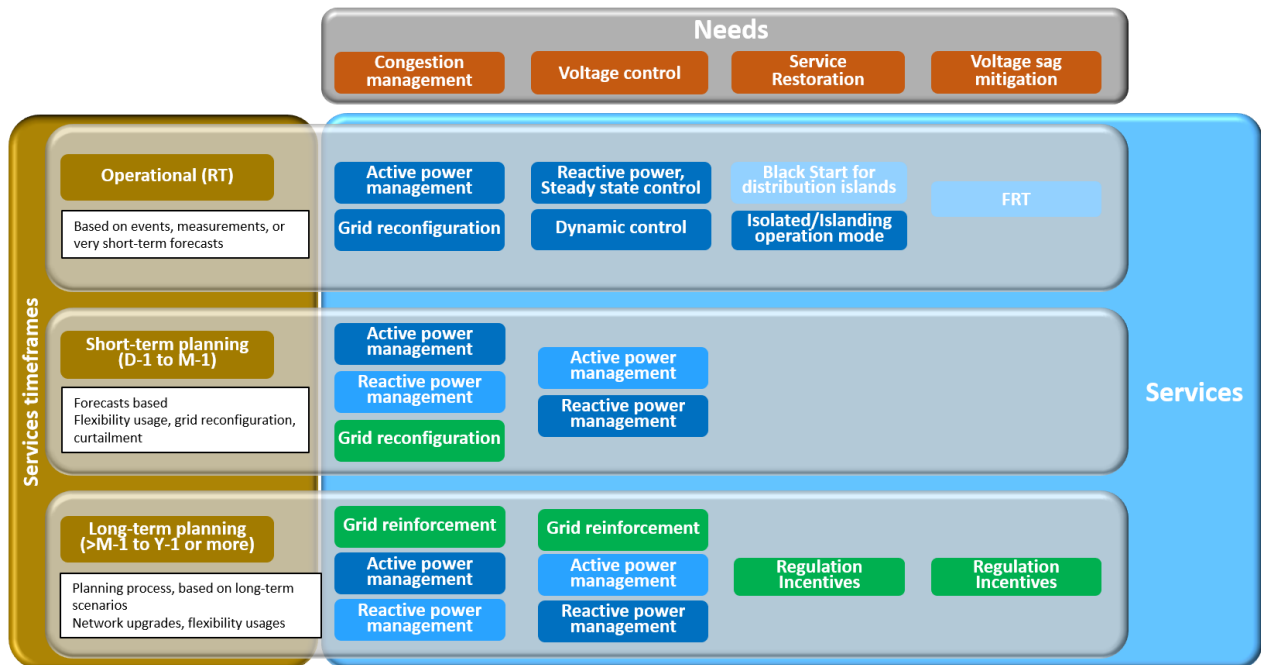 Needs
Congestion
management
Voltage control
Service
Restoration
Voltage sag
mitigation
Services timeframes
Operational (RT)
Based on events, measurements, or
very short-term forecasts
Active power
management
Grid reconfiguration
Reactive power,
Steady state control
Dynamic control
Black Start for
distribution islands
Isolated/Islanding
operation mode
FRT
Short-term planning
(D-1 to M-1)
Forecasts based
Flexibility usage, grid reconfiguration,
curtailment
Active power
management
Reactive power
management
Grid reconfiguration
Active power
management
Reactive power
management
Services
Long-term planning
(>M-1 to Y-1 or more)
Planning process, based on long-term
scenarios
Network upgrades, flexibility usages
Grid reinforcement
Active power
management
Reactive power
management
Grid reinforcement
Active power
management
Reactive power
management
Regulation
Incentives
Regulation
Incentives